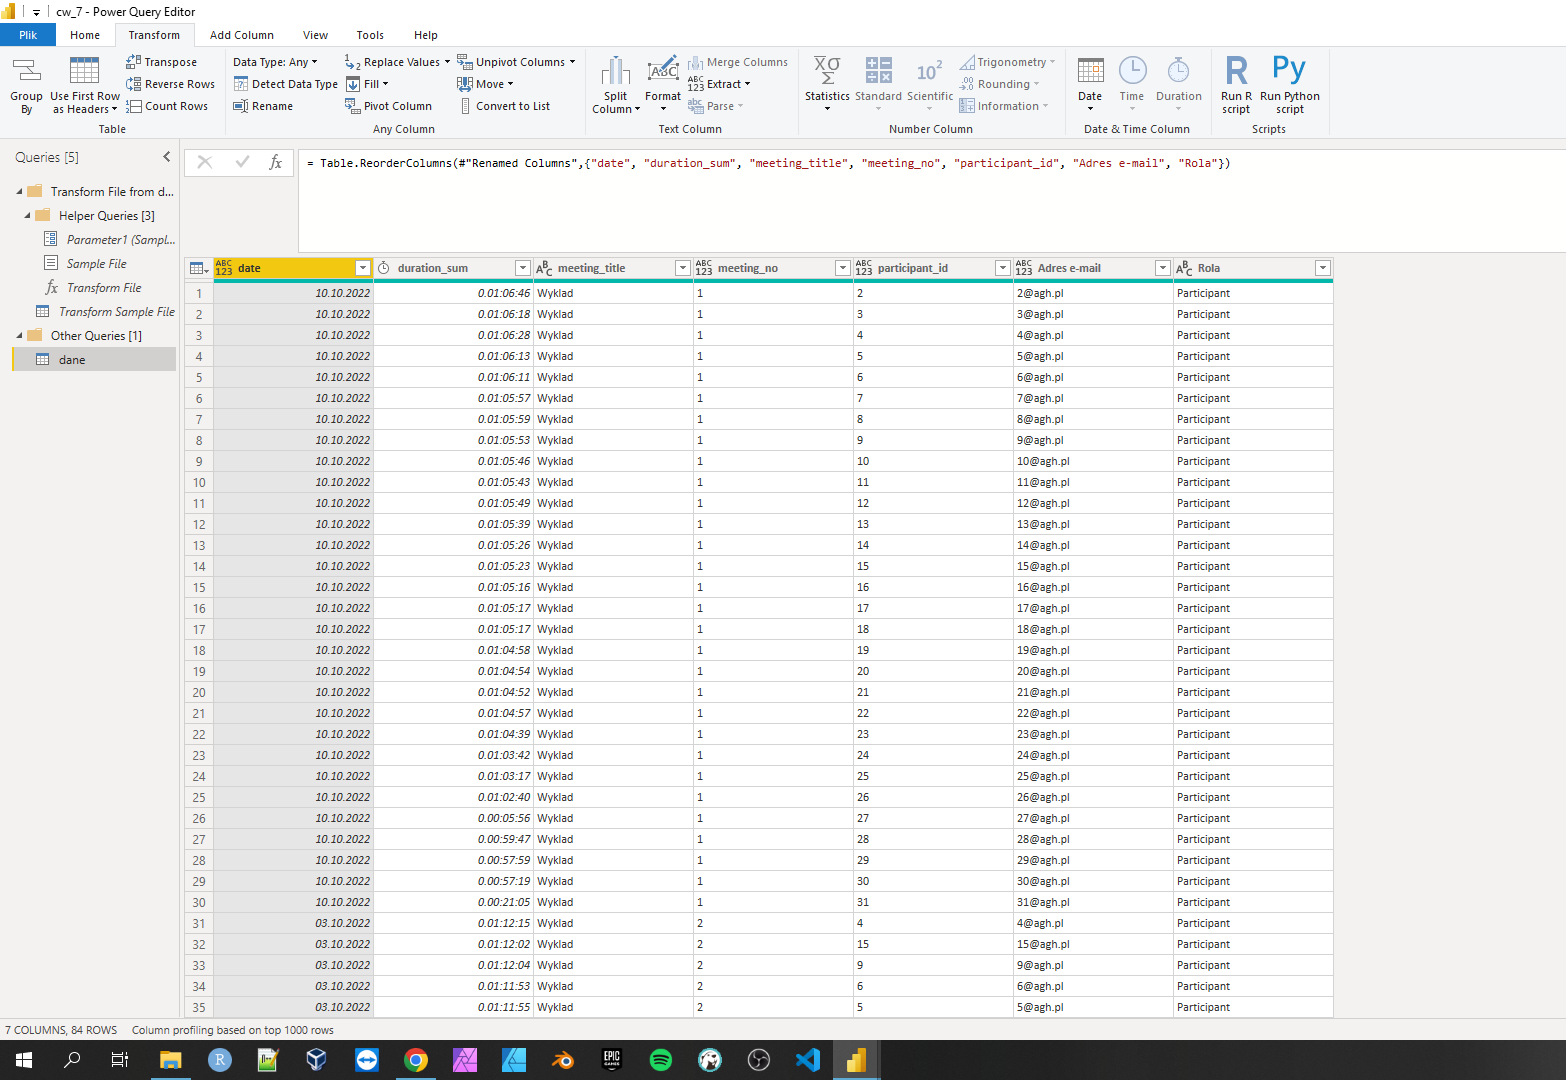 cw_7 - Power Query Editor
Plik Home Transform Add Column View Tools Help
Group By
Use First Row as Headers
Transpose
Reverse Rows
Count Rows
Table
Data Type: Any
Detect Data Type
Rename
Replace Values
Fill
Pivot Column
Unpivot Columns
Move
Convert to List
Any Column
Split Column
Format
Merge Columns
Extract
Parse
Text Column
Statistics
Standard
Scientific
Trigonometry
Rounding
Information
Number Column
Date
Time
Duration
Date & Time Column
Run R script
Run Python script
Scripts
Queries [5]
Transform File from d...
Helper Queries [3]
Parameter1 (Sampl...
Sample File
Transform File
Transform Sample File
Other Queries [1]
dane
= Table.ReorderColumns(#"Renamed Columns",{"date", "duration_sum", "meeting_title", "meeting_no", "participant_id", "Adres e-mail", "Rola"})
date duration_sum meeting_title meeting_no participant_id Adres e-mail Rola
1 10.10.2022 0.01:06:46 Wyklad 1 2 2@agh.pl Participant
2 10.10.2022 0.01:06:18 Wyklad 1 3 3@agh.pl Participant
3 10.10.2022 0.01:06:28 Wyklad 1 4 4@agh.pl Participant
4 10.10.2022 0.01:06:13 Wyklad 1 5 5@agh.pl Participant
5 10.10.2022 0.01:06:11 Wyklad 1 6 6@agh.pl Participant
6 10.10.2022 0.01:05:57 Wyklad 1 7 7@agh.pl Participant
7 10.10.2022 0.01:05:59 Wyklad 1 8 8@agh.pl Participant
8 10.10.2022 0.01:05:53 Wyklad 1 9 9@agh.pl Participant
9 10.10.2022 0.01:05:46 Wyklad 1 10 10@agh.pl Participant
10 10.10.2022 0.01:05:43 Wyklad 1 11 11@agh.pl Participant
11 10.10.2022 0.01:05:49 Wyklad 1 12 12@agh.pl Participant
12 10.10.2022 0.01:05:39 Wyklad 1 13 13@agh.pl Participant
13 10.10.2022 0.01:05:26 Wyklad 1 14 14@agh.pl Participant
14 10.10.2022 0.01:05:23 Wyklad 1 15 15@agh.pl Participant
15 10.10.2022 0.01:05:16 Wyklad 1 16 16@agh.pl Participant
16 10.10.2022 0.01:05:17 Wyklad 1 17 17@agh.pl Participant
17 10.10.2022 0.01:05:17 Wyklad 1 18 18@agh.pl Participant
18 10.10.2022 0.01:04:58 Wyklad 1 19 19@agh.pl Participant
19 10.10.2022 0.01:04:54 Wyklad 1 20 20@agh.pl Participant
20 10.10.2022 0.01:04:52 Wyklad 1 21 21@agh.pl Participant
21 10.10.2022 0.01:04:57 Wyklad 1 22 22@agh.pl Participant
22 10.10.2022 0.01:04:39 Wyklad 1 23 23@agh.pl Participant
23 10.10.2022 0.01:03:42 Wyklad 1 24 24@agh.pl Participant
24 10.10.2022 0.01:03:17 Wyklad 1 25 25@agh.pl Participant
25 10.10.2022 0.01:02:40 Wyklad 1 26 26@agh.pl Participant
26 10.10.2022 0.00:05:56 Wyklad 1 27 27@agh.pl Participant
27 10.10.2022 0.00:59:47 Wyklad 1 28 28@agh.pl Participant
28 10.10.2022 0.00:57:59 Wyklad 1 29 29@agh.pl Participant
29 10.10.2022 0.00:57:19 Wyklad 1 30 30@agh.pl Participant
30 10.10.2022 0.00:21:05 Wyklad 1 31 31@agh.pl Participant
31 03.10.2022 0.01:12:15 Wyklad 2 4 4@agh.pl Participant
32 03.10.2022 0.01:12:02 Wyklad 2 15 15@agh.pl Participant
33 03.10.2022 0.01:12:04 Wyklad 2 9 9@agh.pl Participant
34 03.10.2022 0.01:11:53 Wyklad 2 6 6@agh.pl Participant
35 03.10.2022 0.01:11:55 Wyklad 2 5 5@agh.pl Participant
7 COLUMNS, 84 ROWS Column profiling based on top 1000 rows